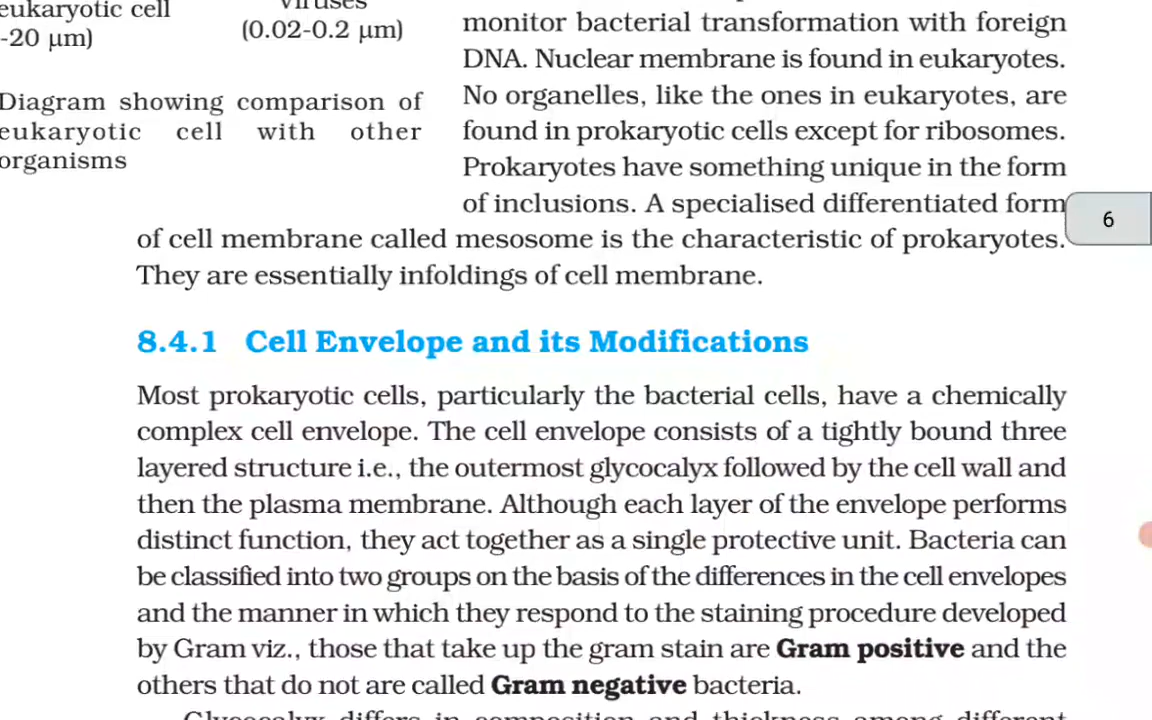 eukaryotic cell
-20 μm)
viruses
(0.02-0.2 μm)
Diagram showing comparison of
eukaryotic cell with other
organisms
monitor bacterial transformation with foreign
DNA. Nuclear membrane is found in eukaryotes.
No organelles, like the ones in eukaryotes, are
found in prokaryotic cells except for ribosomes.
Prokaryotes have something unique in the form
of inclusions. A specialised differentiated form
of cell membrane called mesosome is the characteristic of prokaryotes.
They are essentially infoldings of cell membrane.
6
8.4.1 Cell Envelope and its Modifications
Most prokaryotic cells, particularly the bacterial cells, have a chemically
complex cell envelope. The cell envelope consists of a tightly bound three
layered structure i.e., the outermost glycocalyx followed by the cell wall and
then the plasma membrane. Although each layer of the envelope performs
distinct function, they act together as a single protective unit. Bacteria can
be classified into two groups on the basis of the differences in the cell envelopes
and the manner in which they respond to the staining procedure developed
by Gram viz., those that take up the gram stain are Gram positive and the
others that do not are called Gram negative bacteria.
Glycocalyx differs in composition and thickness among different